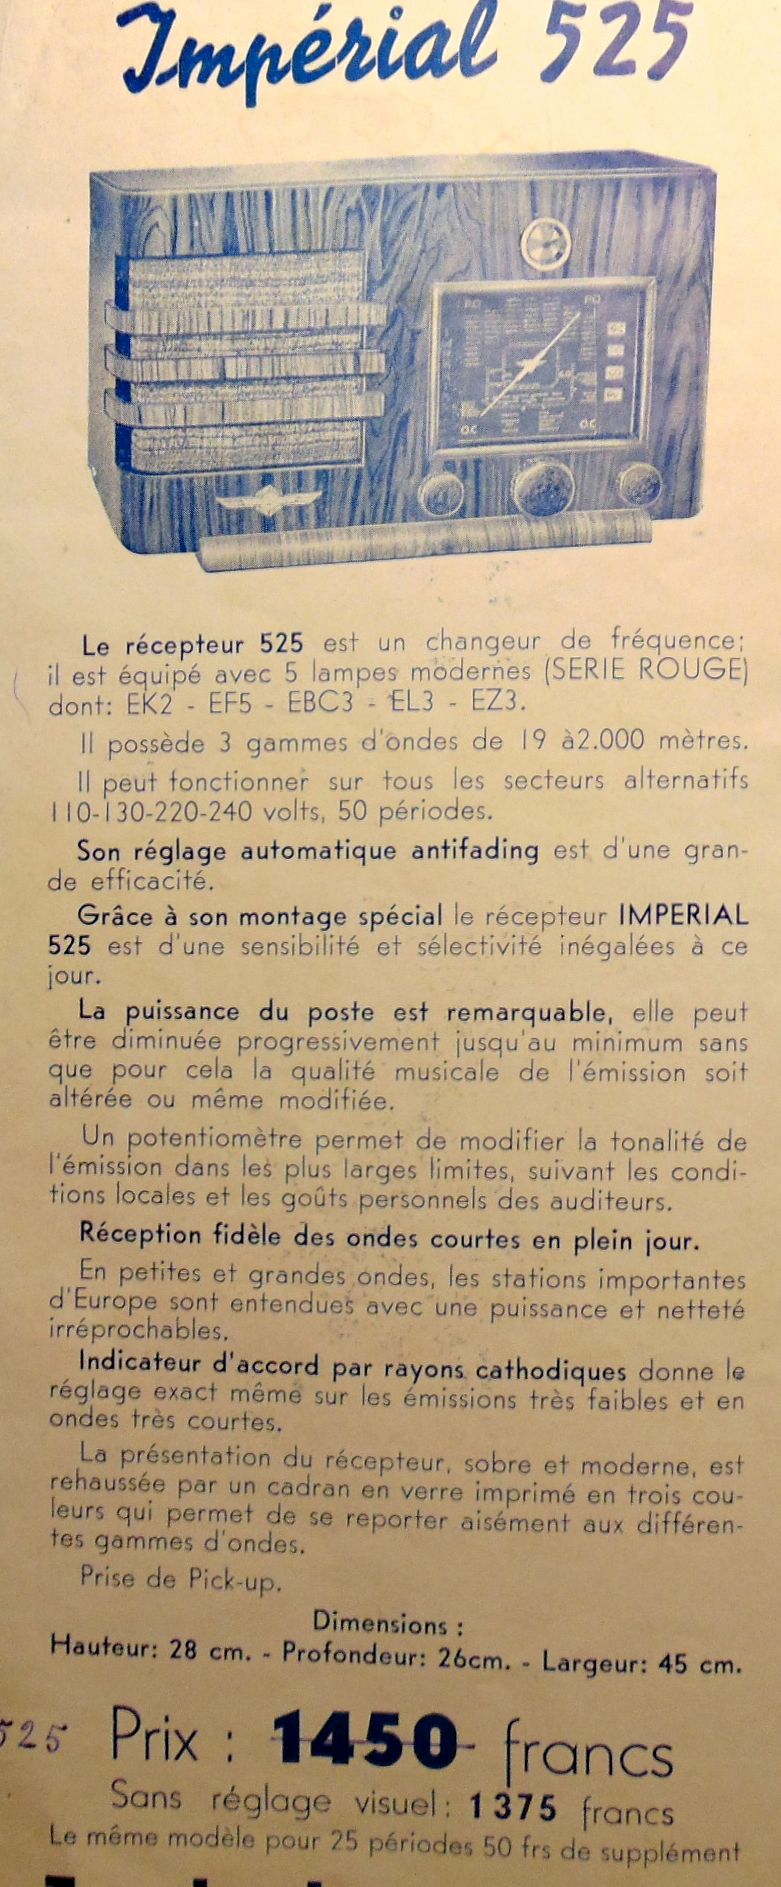 Impérial 525
P.O P.O
O.C O.C
Le récepteur 525 est un changeur de fréquence;
il est équipé avec 5 lampes modernes (SERIE ROUGE)
dont: EK2 - EF5 - EBC3 - EL3 - EZ3.
Il possède 3 gammes d'ondes de 19 à2.000 mètres.
Il peut fonctionner sur tous les secteurs alternatifs
110-130-220-240 volts, 50 périodes.
Son réglage automatique antifading est d'une gran-
de efficacité.
Grâce à son montage spécial le récepteur IMPERIAL
525 est d'une sensibilité et sélectivité inégalées à ce
jour.
La puissance du poste est remarquable, elle peut
être diminuée progressivement jusqu'au minimum sans
que pour cela la qualité musicale de l'émission soit
altérée ou même modifiée.
Un potentiomètre permet de modifier la tonalité de
l'émission dans les plus larges limites, suivant les condi-
tions locales et les goûts personnels des auditeurs.
Réception fidèle des ondes courtes en plein jour.
En petites et grandes ondes, les stations importantes
d'Europe sont entendues avec une puissance et netteté
irréprochables.
Indicateur d'accord par rayons cathodiques donne le
réglage exact même sur les émissions très faibles et en
ondes très courtes.
La présentation du récepteur, sobre et moderne, est
rehaussée par un cadran en verre imprimé en trois cou-
leurs qui permet de se reporter aisément aux différen-
tes gammes d'ondes.
Prise de Pick-up.
Dimensions :
Hauteur: 28 cm. - Profondeur: 26cm. - Largeur: 45 cm.
525 Prix : 1450 francs
Sans réglage visuel: 1375 francs
Le même modèle pour 25 périodes 50 frs de supplément